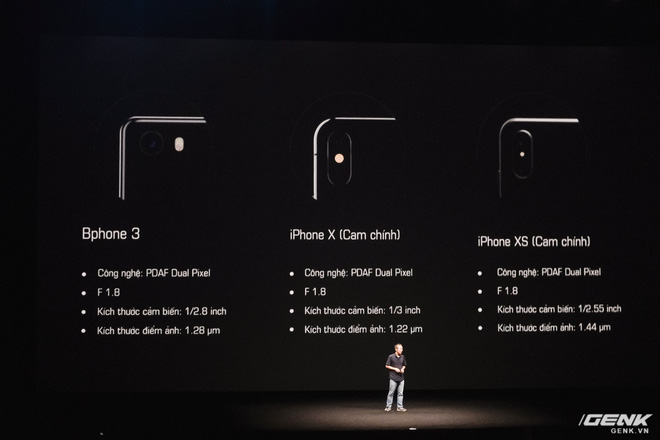 Bphone 3
• Công nghệ: PDAF Dual Pixel
• F 1.8
• Kích thước cảm biến: 1/2.8 inch
• Kích thước điểm ảnh: 1.28 µm
iPhone X (Cam chính)
• Công nghệ: PDAF Dual Pixel
• F 1.8
• Kích thước cảm biến: 1/3 inch
• Kích thước điểm ảnh: 1.22 µm
iPhone XS (Cam chính)
• Công nghệ: PDAF Dual Pixel
• F 1.8
• Kích thước cảm biến: 1/2.55 inch
• Kích thước điểm ảnh: 1.44 µm
GENK
GENK.VN